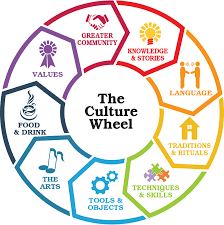 The
Culture
Wheel
GREATER
COMMUNITY
KNOWLEDGE
& STORIES
LANGUAGE
TRADITIONS
& RITUALS
TECHNIQUES
& SKILLS
TOOLS &
OBJECTS
THE
ARTS
FOOD
& DRINK
VALUES